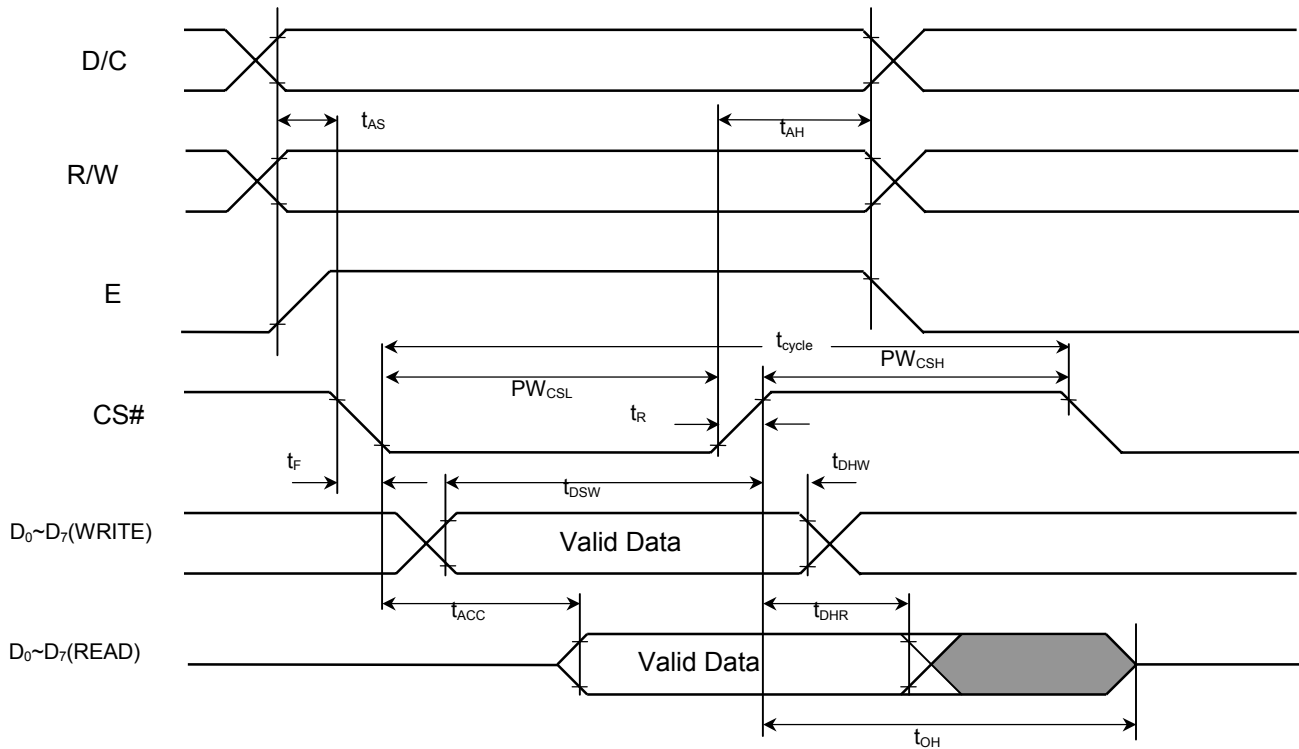 D/C
tAS
tAH
R/W
E
tcycle
PWCSH
PWCSL
CS#
tR
tF
tDHW
tDSW
D0~D7(WRITE)
Valid Data
tACC
tDHR
D0~D7(READ)
Valid Data
tOH